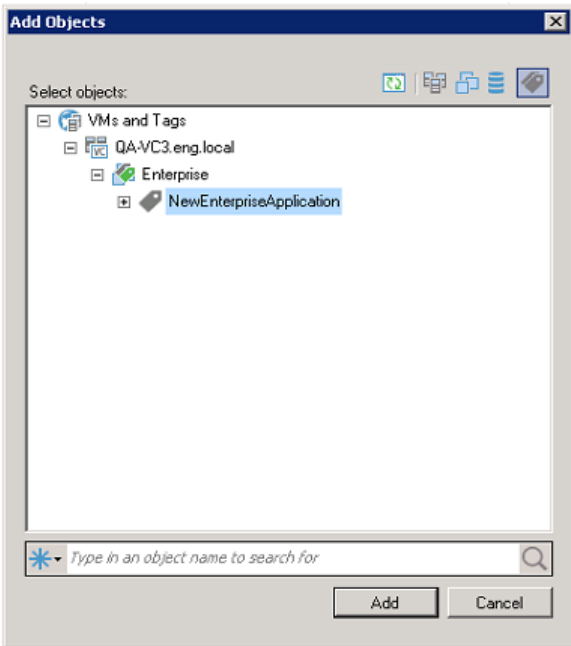 Add Objects
Select objects:
VMs and Tags
VC QA-VC3.eng.local
Enterprise
NewEnterpriseApplication
Type in an object name to search for
Add Cancel